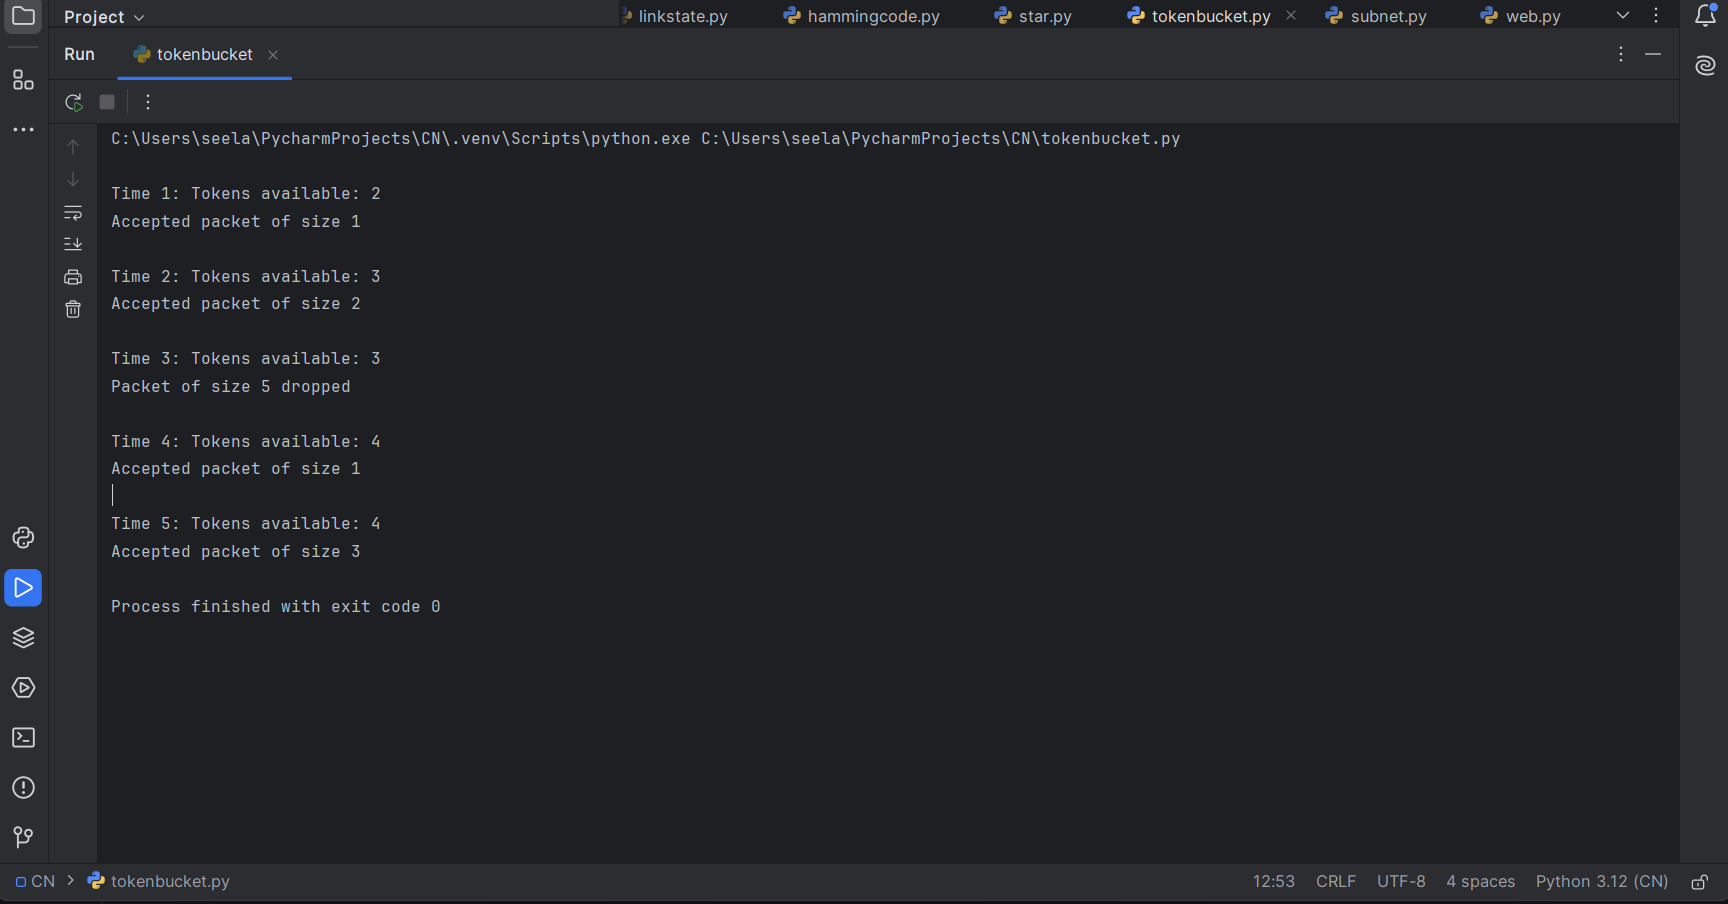 Project
linkstate.py
hammingcode.py
star.py
tokenbucket.py
subnet.py
web.py
Run
tokenbucket
C:\Users\seela\PycharmProjects\CN\.venv\Scripts\python.exe C:\Users\seela\PycharmProjects\CN\tokenbucket.py
Time 1: Tokens available: 2
Accepted packet of size 1
Time 2: Tokens available: 3
Accepted packet of size 2
Time 3: Tokens available: 3
Packet of size 5 dropped
Time 4: Tokens available: 4
Accepted packet of size 1
Time 5: Tokens available: 4
Accepted packet of size 3
Process finished with exit code 0
CN > tokenbucket.py
12:53 CRLF UTF-8 4 spaces Python 3.12 (CN)